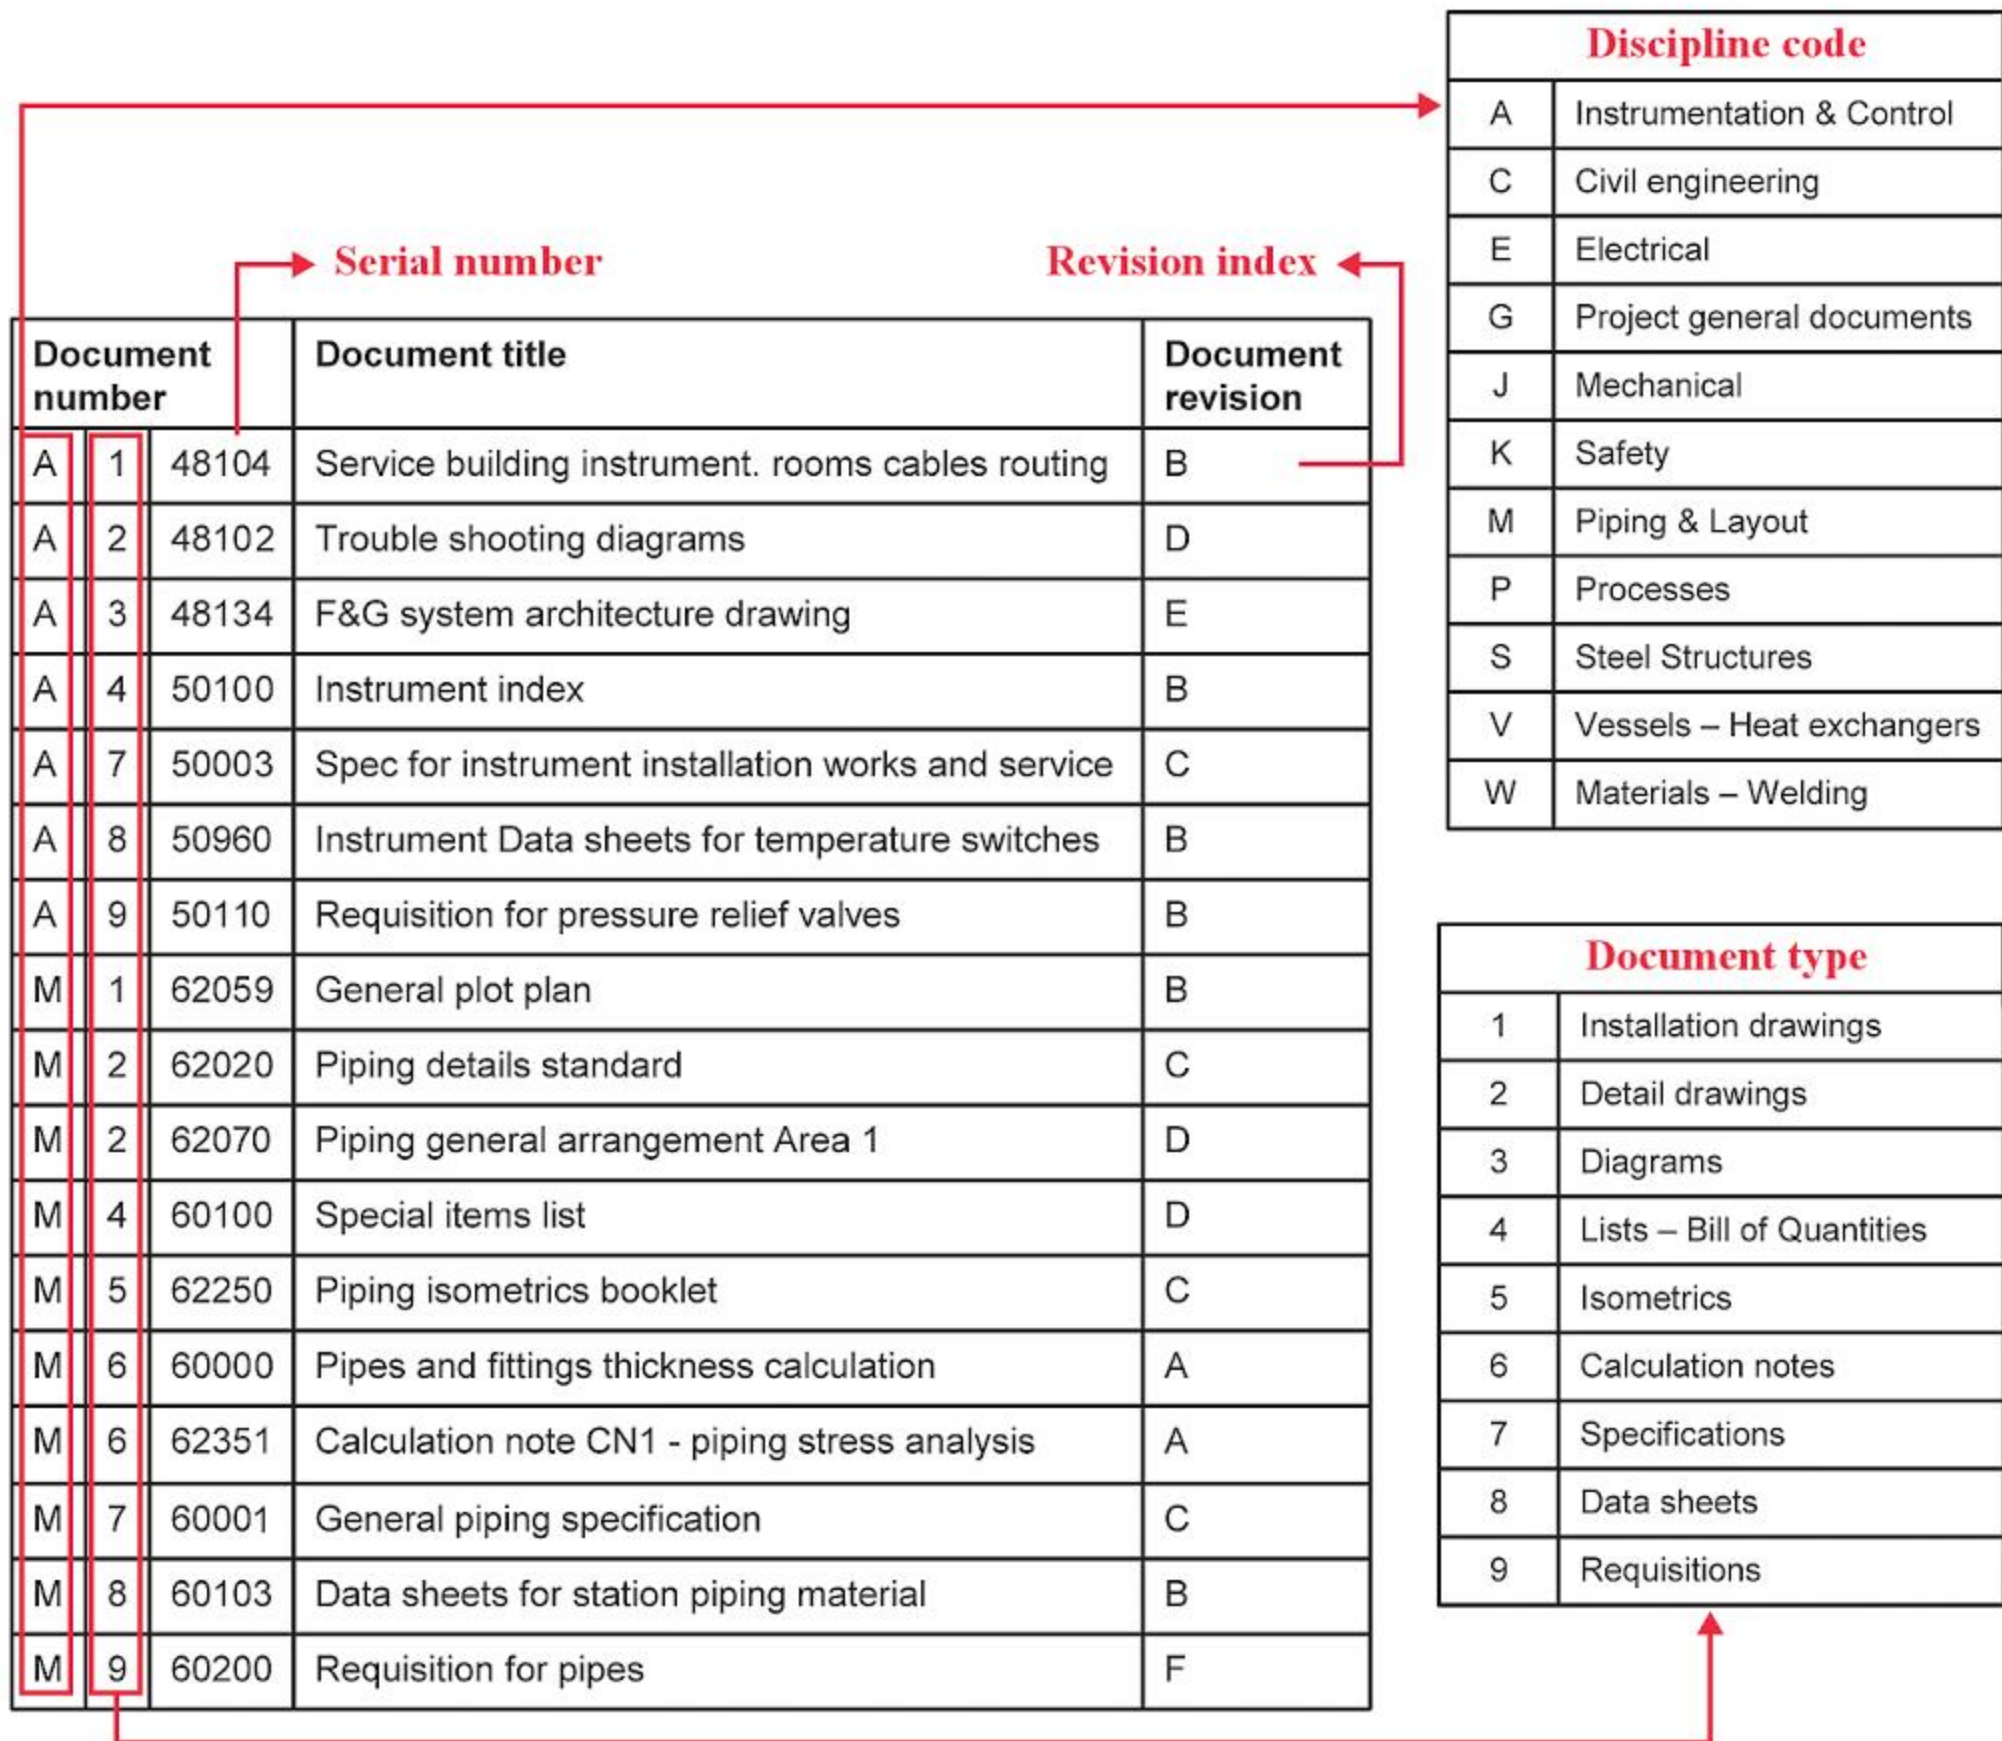 Discipline code
A Instrumentation & Control
C Civil engineering
E Electrical
G Project general documents
J Mechanical
K Safety
M Piping & Layout
P Processes
S Steel Structures
V Vessels – Heat exchangers
W Materials – Welding
Serial number
Revision index
Document number Document title Document revision
A 1 48104 Service building instrument. rooms cables routing B
A 2 48102 Trouble shooting diagrams D
A 3 48134 F&G system architecture drawing E
A 4 50100 Instrument index B
A 7 50003 Spec for instrument installation works and service C
A 8 50960 Instrument Data sheets for temperature switches B
A 9 50110 Requisition for pressure relief valves B
M 1 62059 General plot plan B
M 2 62020 Piping details standard C
M 2 62070 Piping general arrangement Area 1 D
M 4 60100 Special items list D
M 5 62250 Piping isometrics booklet C
M 6 60000 Pipes and fittings thickness calculation A
M 6 62351 Calculation note CN1 - piping stress analysis A
M 7 60001 General piping specification C
M 8 60103 Data sheets for station piping material B
M 9 60200 Requisition for pipes F
Document type
1 Installation drawings
2 Detail drawings
3 Diagrams
4 Lists – Bill of Quantities
5 Isometrics
6 Calculation notes
7 Specifications
8 Data sheets
9 Requisitions